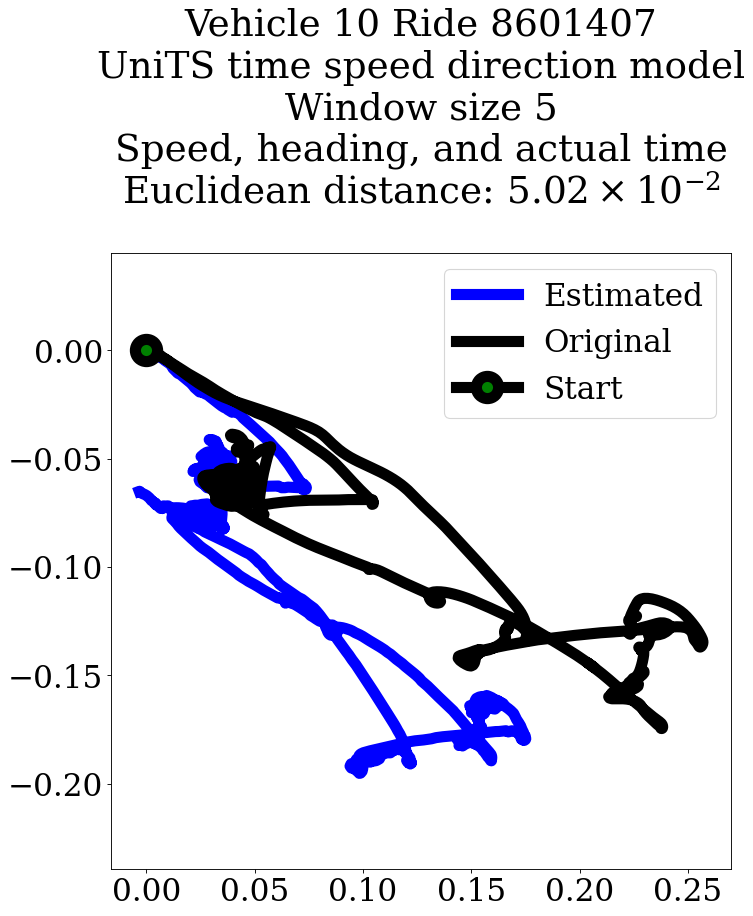 Vehicle 10 Ride 8601407
UniTS time speed direction model
Window size 5
Speed, heading, and actual time
Euclidean distance: 5.02 × 10⁻²
Estimated
Original
Start
0.00
−0.05
−0.10
−0.15
−0.20
0.00 0.05 0.10 0.15 0.20 0.25